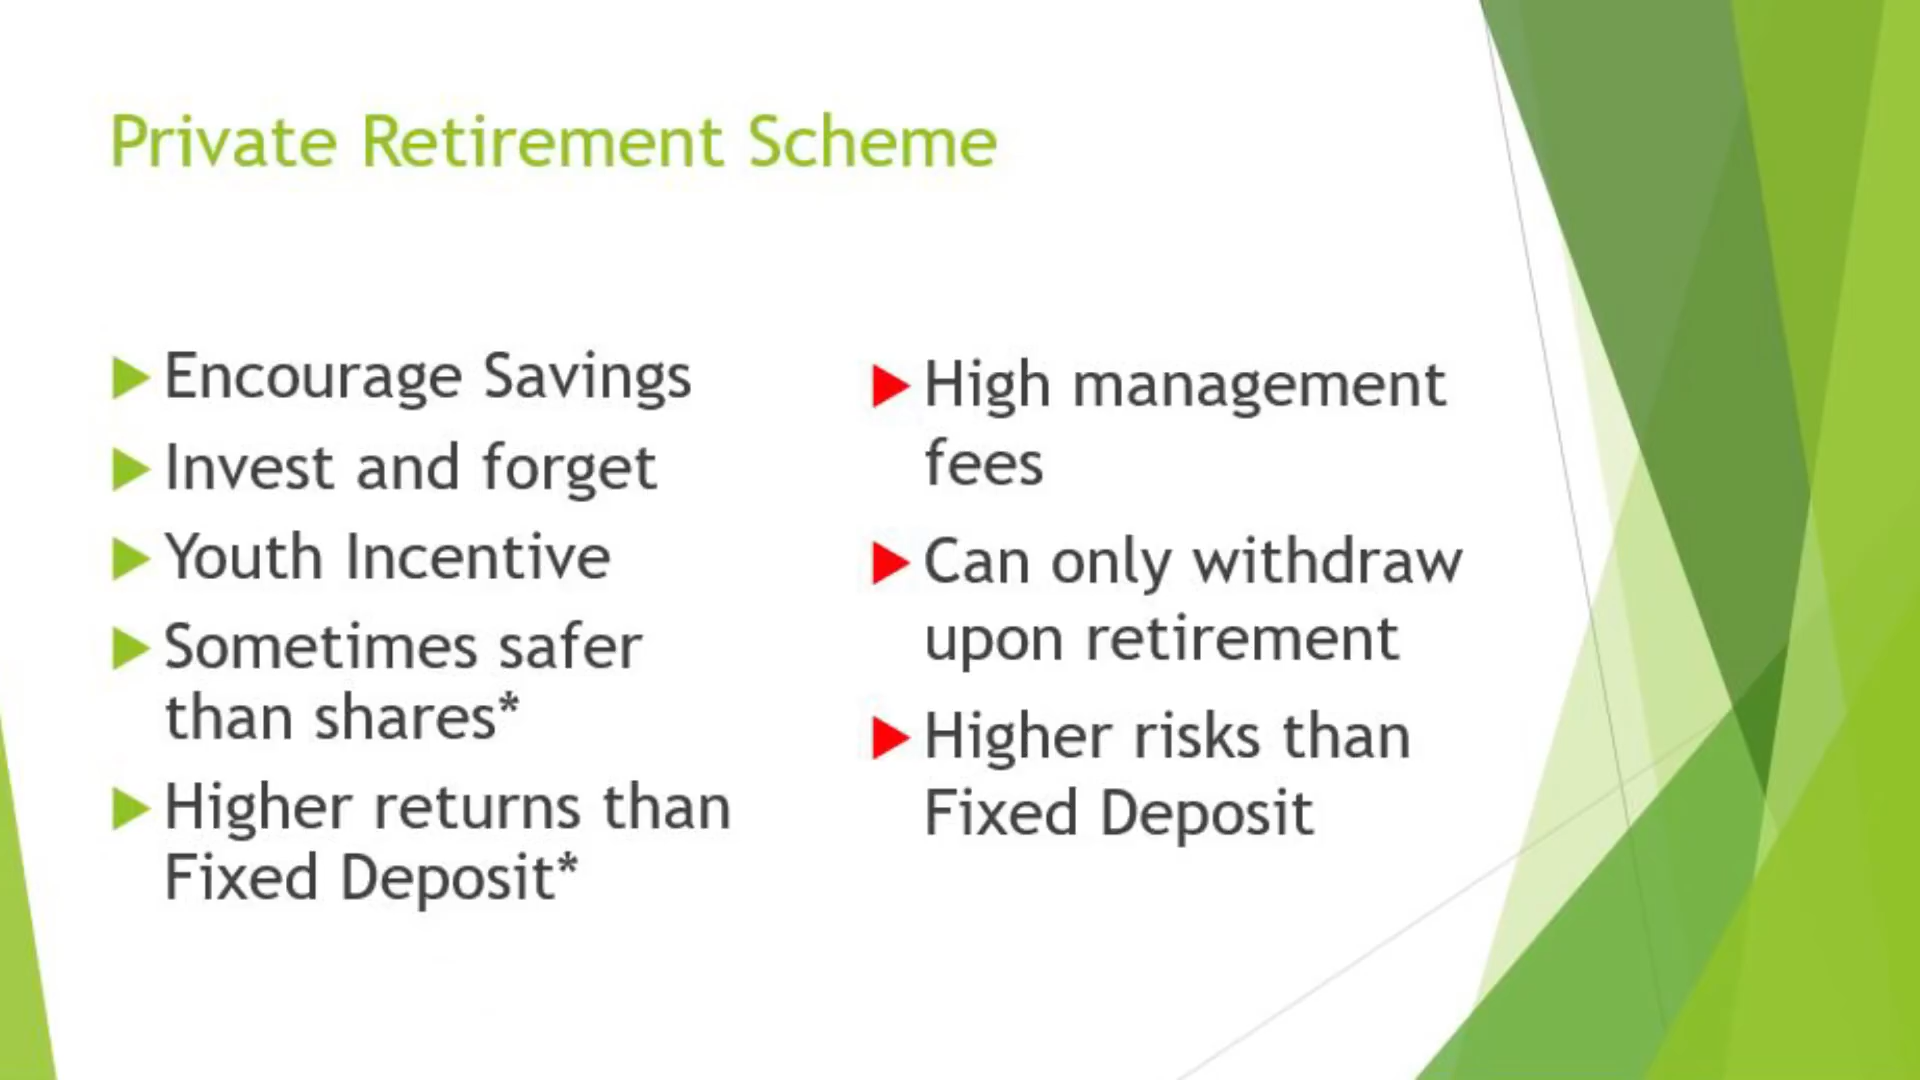 Private Retirement Scheme
Encourage Savings
Invest and forget
Youth Incentive
Sometimes safer
than shares*
Higher returns than
Fixed Deposit*
High management
fees
Can only withdraw
upon retirement
Higher risks than
Fixed Deposit